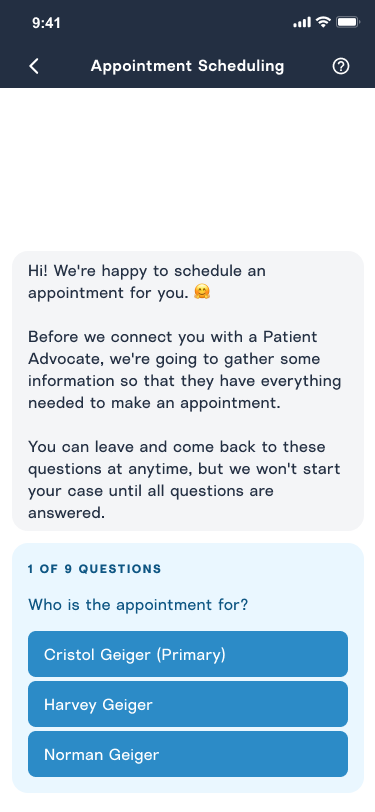 9:41
Appointment Scheduling
Hi! We're happy to schedule an
appointment for you. 🤗
Before we connect you with a Patient
Advocate, we're going to gather some
information so that they have everything
needed to make an appointment.
You can leave and come back to these
questions at anytime, but we won't start
your case until all questions are
answered.
1 OF 9 QUESTIONS
Who is the appointment for?
Cristol Geiger (Primary)
Harvey Geiger
Norman Geiger